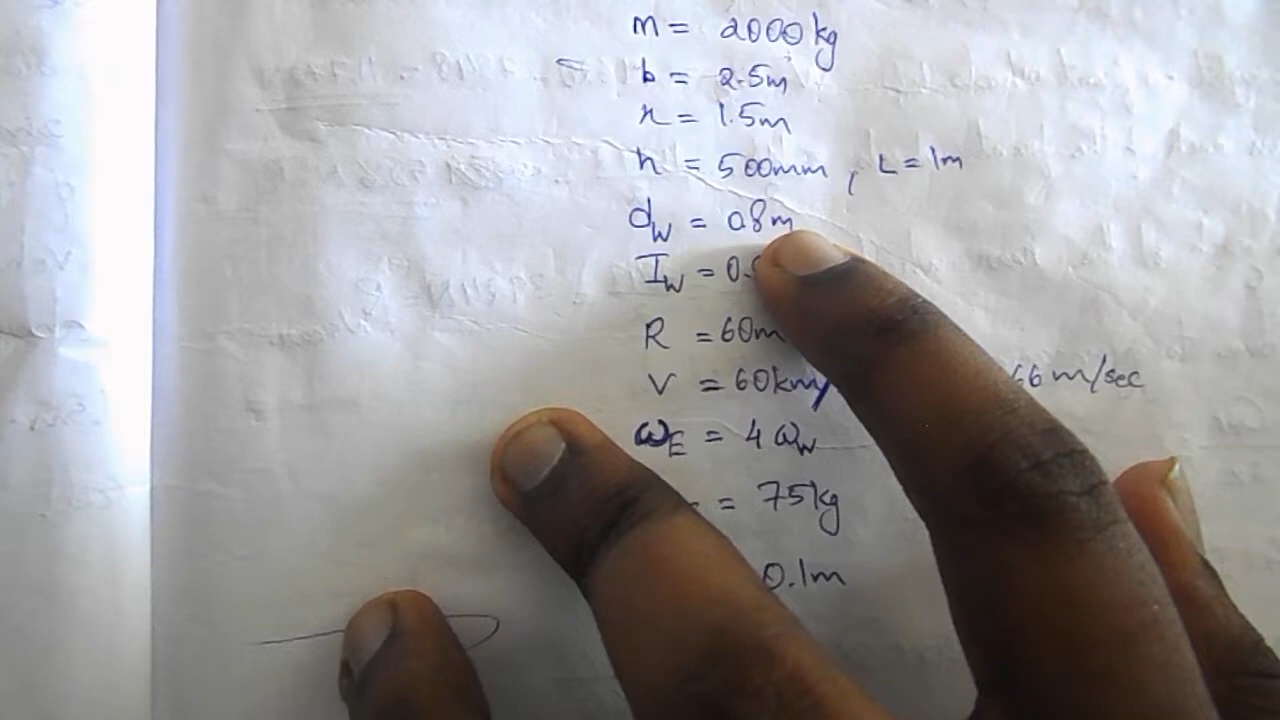 m = 2000 kg
b = 2.5m
x = 1.5m
h = 500mm, L = 1m
dw = 0.8m
Iw = 0.
R = 60m
V = 60km/ 66 m/sec
ωE = 4 ωw
= 75kg
0.1m